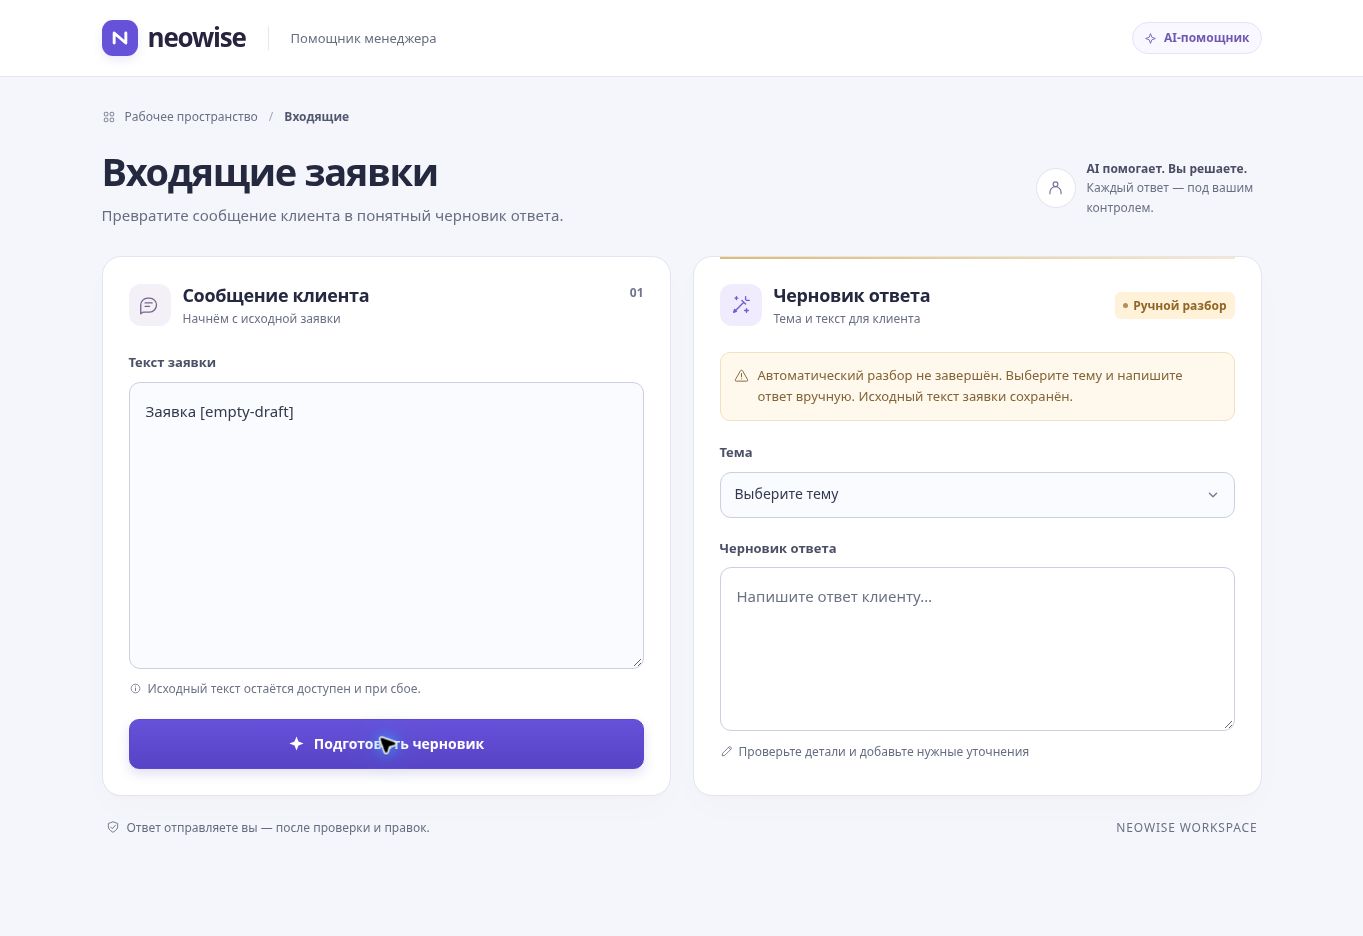 neowise
Помощник менеджера
AI-помощник
Рабочее пространство / Входящие
Входящие заявки
Превратите сообщение клиента в понятный черновик ответа.
AI помогает. Вы решаете.
Каждый ответ — под вашим
контролем.
Сообщение клиента
Начнём с исходной заявки
01
Текст заявки
Заявка [empty-draft]
Исходный текст остаётся доступен и при сбое.
Подготовить черновик
Черновик ответа
Тема и текст для клиента
Ручной разбор
Автоматический разбор не завершён. Выберите тему и напишите
ответ вручную. Исходный текст заявки сохранён.
Тема
Выберите тему
Черновик ответа
Напишите ответ клиенту...
Проверьте детали и добавьте нужные уточнения
Ответ отправляете вы — после проверки и правок.
NEOWISE WORKSPACE